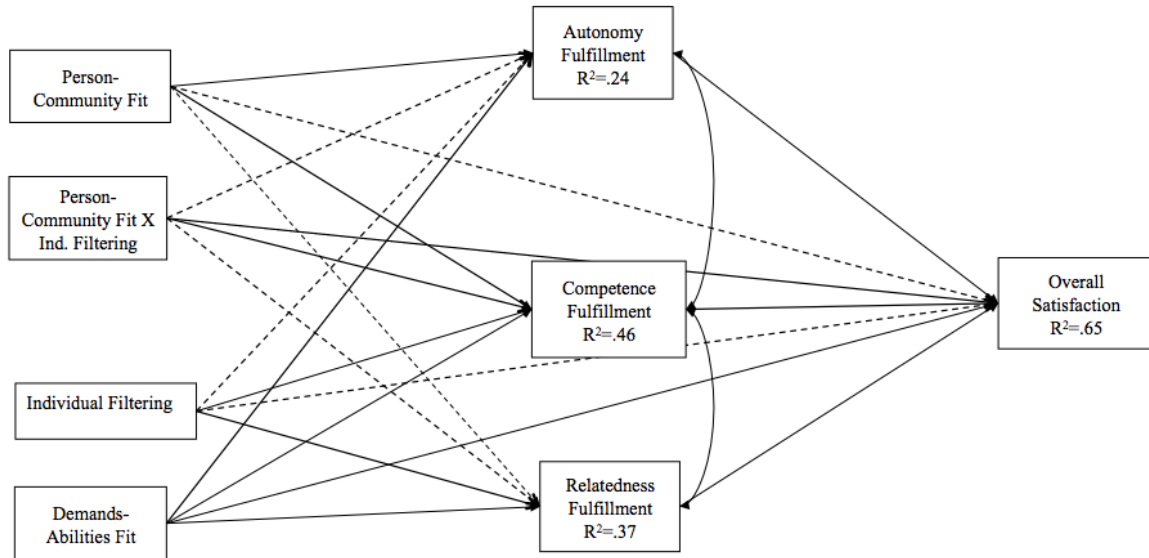 Person-
Community Fit
Person-
Community Fit X
Ind. Filtering
Individual Filtering
Demands-
Abilities Fit
Autonomy
Fulfillment
R²=.24
Competence
Fulfillment
R²=.46
Relatedness
Fulfillment
R²=.37
Overall
Satisfaction
R²=.65